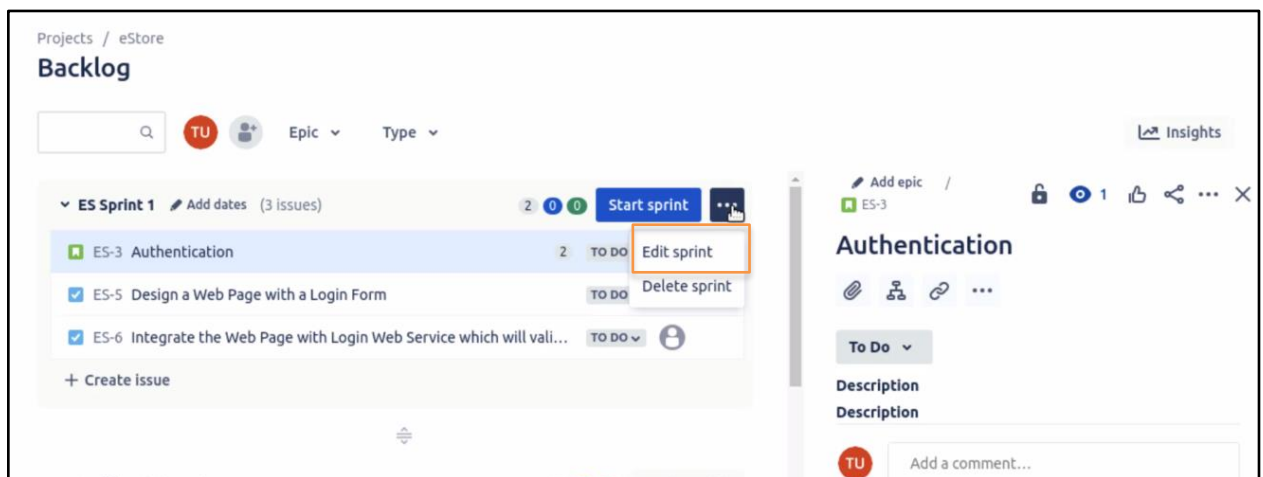 Projects / eStore
Backlog
TU
Epic
Type
Insights
ES Sprint 1 Add dates (3 issues) 2 0 0 Start sprint ...
ES-3 Authentication 2 TO DO
Edit sprint
Delete sprint
ES-5 Design a Web Page with a Login Form TO DO
ES-6 Integrate the Web Page with Login Web Service which will vali... TO DO
+ Create issue
Add epic /
ES-3
1
...
Authentication
...
To Do
Description
Description
TU
Add a comment...